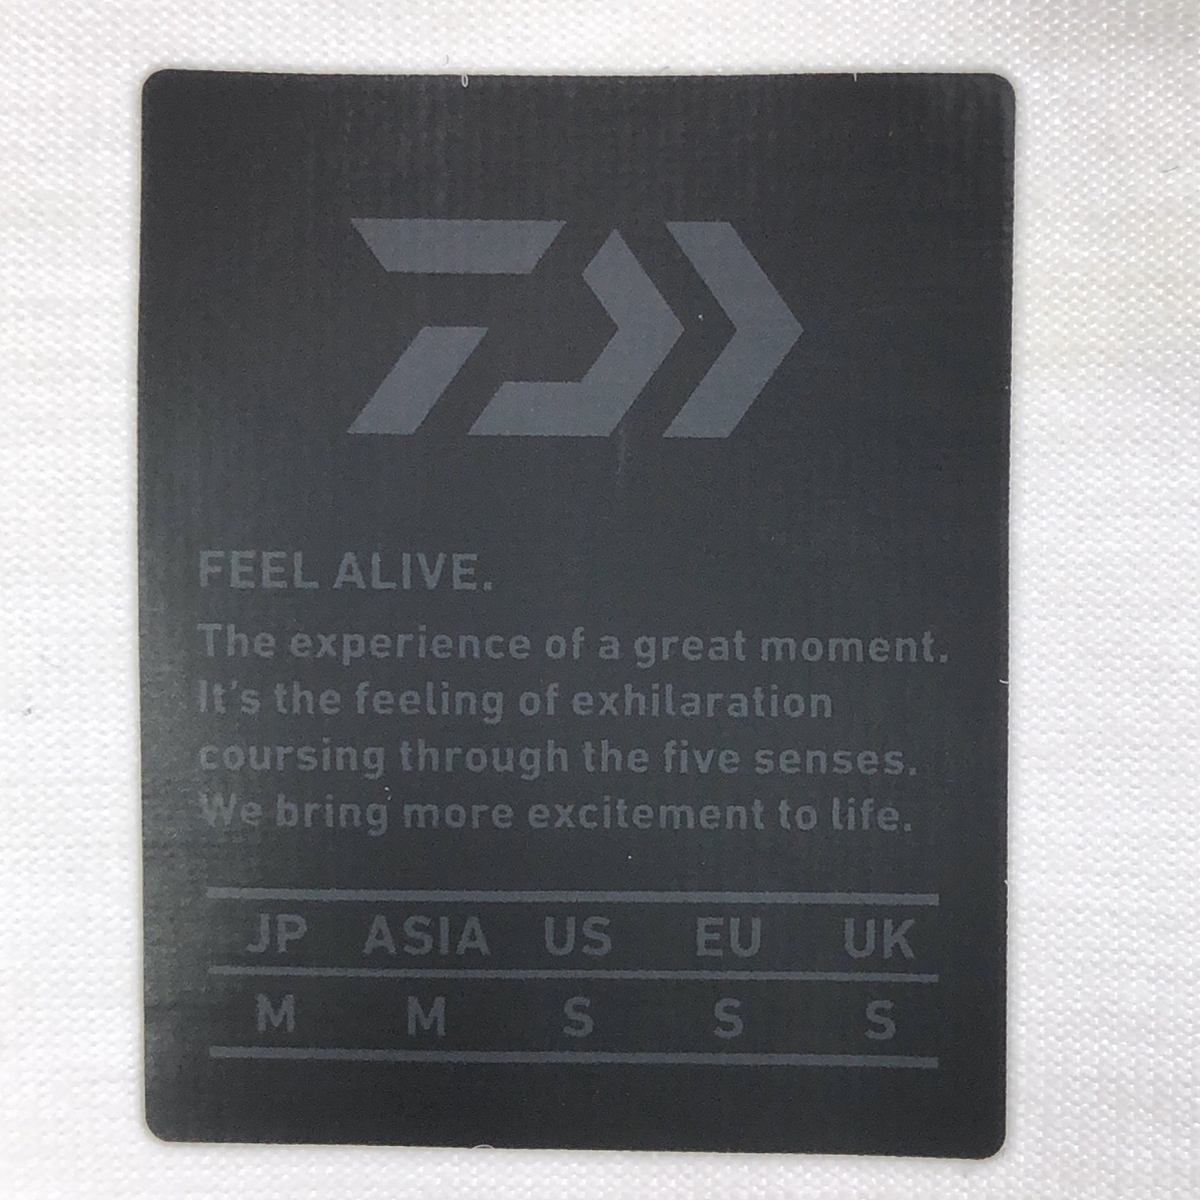 FEEL ALIVE.
The experience of a great moment.
It's the feeling of exhilaration
coursing through the five senses.
We bring more excitement to life.
JP ASIA US EU UK
M M S S S